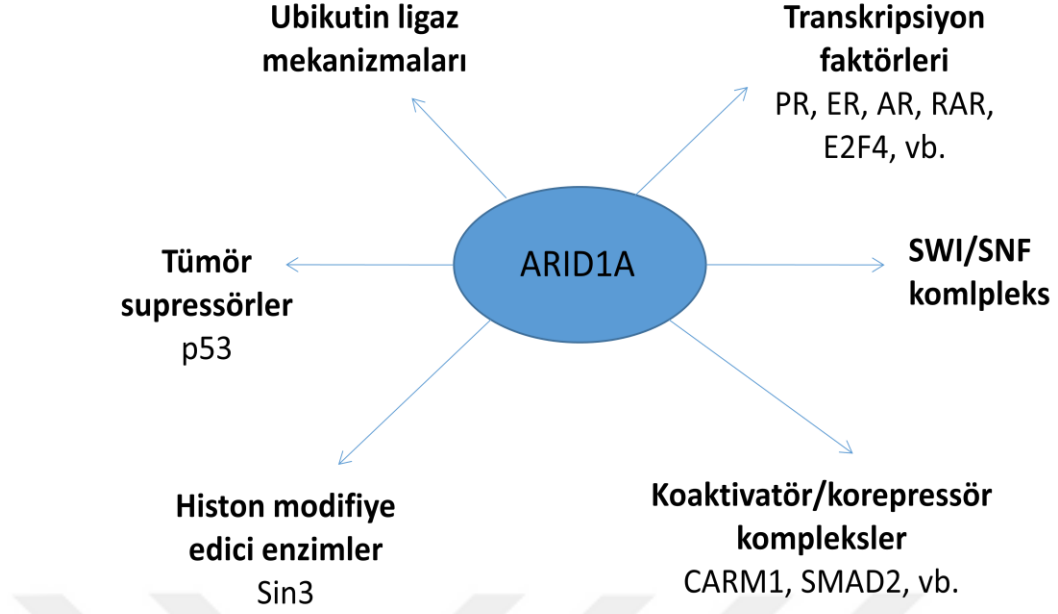 Ubikutin ligaz
mekanizmaları
Transkripsiyon
faktörleri
PR, ER, AR, RAR,
E2F4, vb.
Tümör
supressörler
p53
ARID1A
SWI/SNF
komlpleks
Histon modifiye
edici enzimler
Sin3
Koaktivatör/korepressör
kompleksler
CARM1, SMAD2, vb.